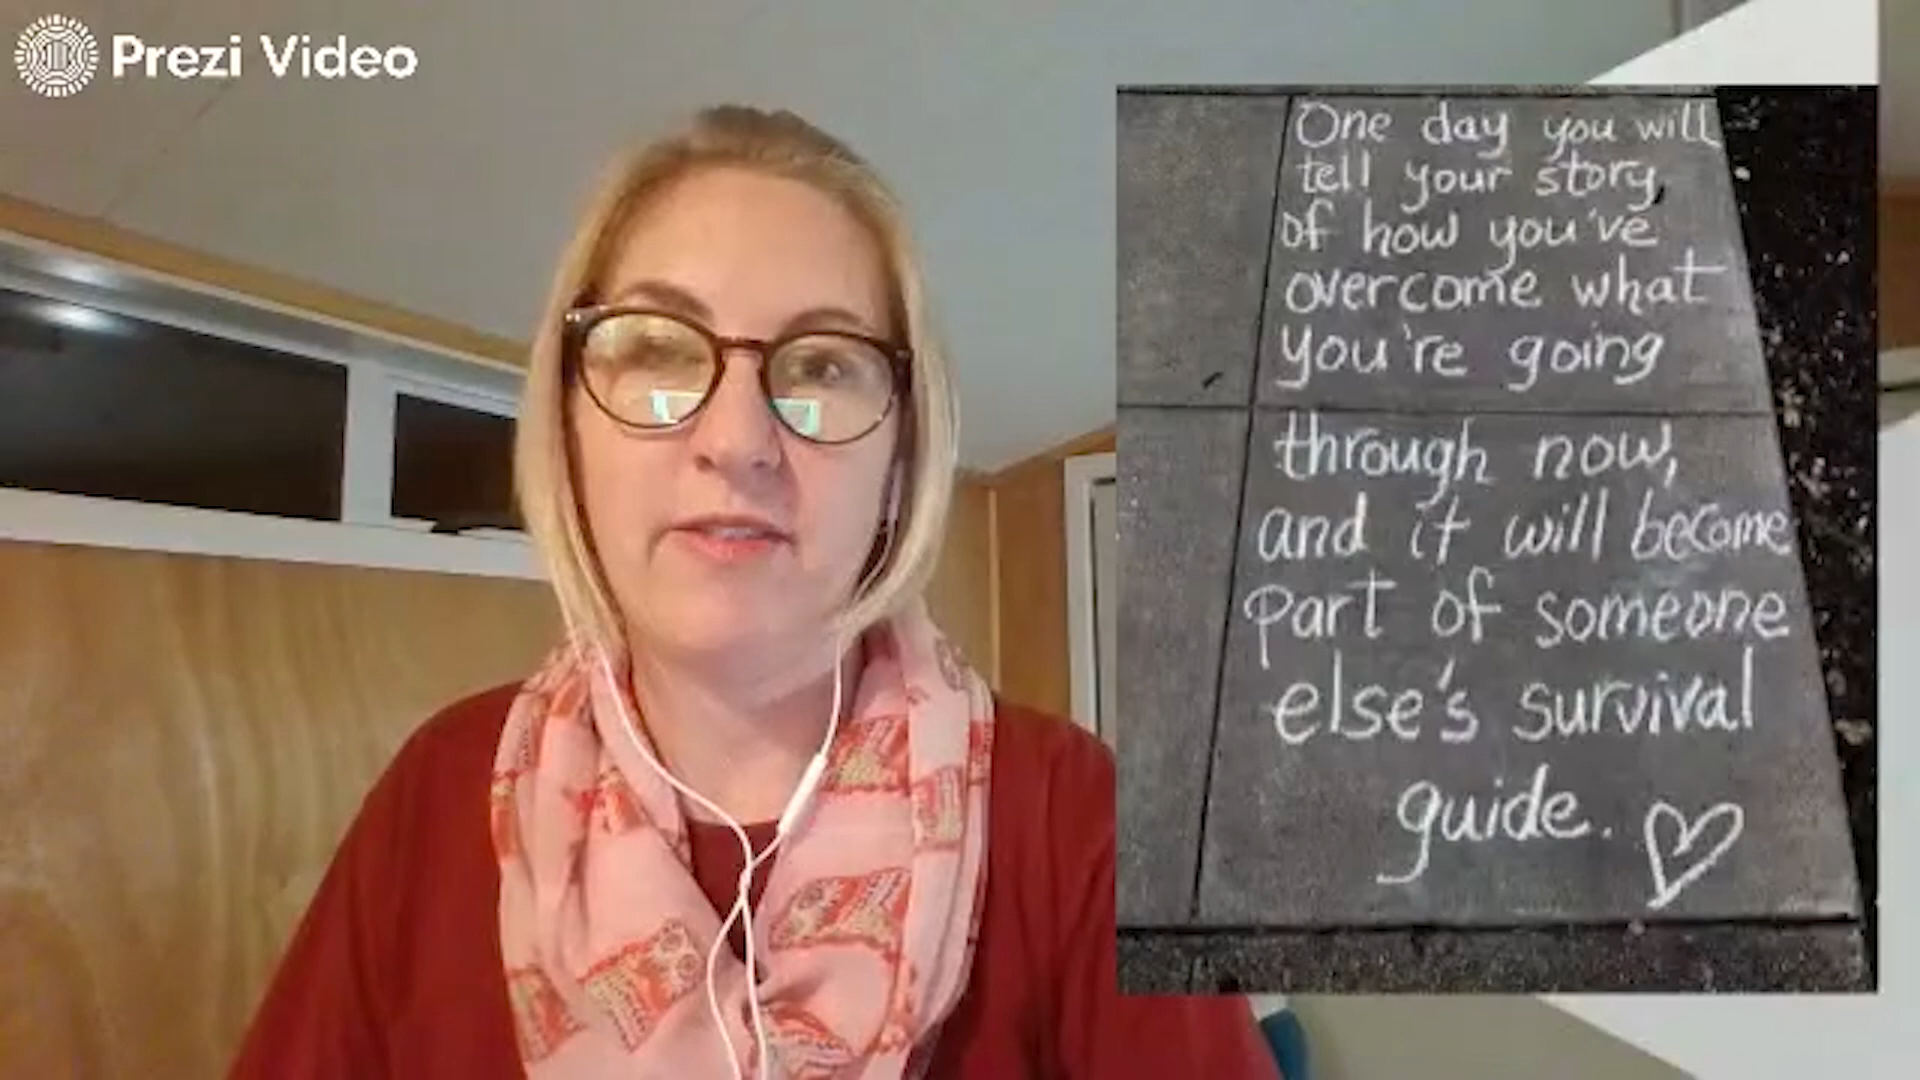 Prezi Video
One day you will
tell your story
of how you've
overcome what
you're going
through now,
and it will become
part of someone
else's survival
guide.